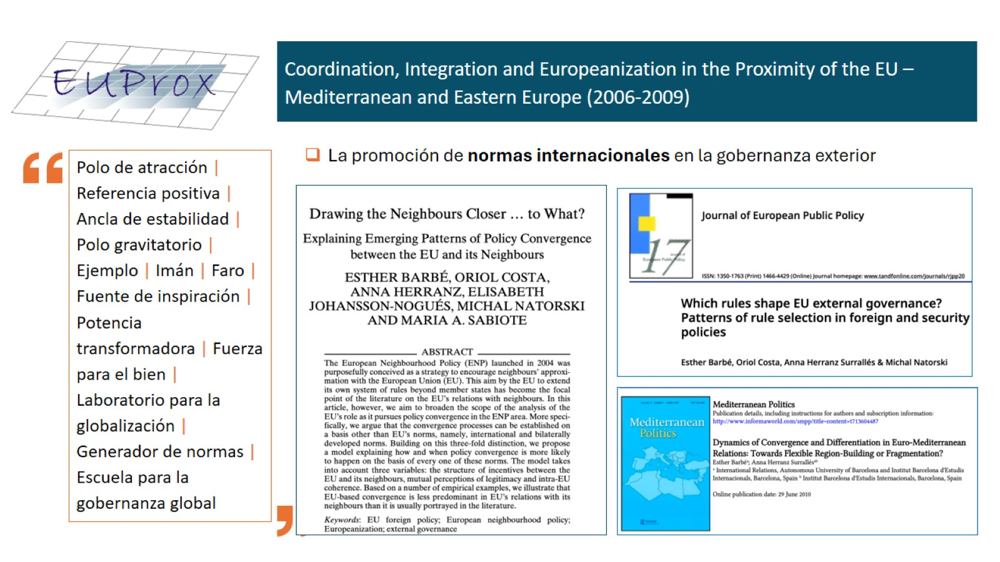 EUProx
Coordination, Integration and Europeanization in the Proximity of the EU –
Mediterranean and Eastern Europe (2006-2009)
Polo de atracción |
Referencia positiva |
Ancla de estabilidad |
Polo gravitatorio |
Ejemplo | Imán | Faro |
Fuente de inspiración |
Potencia
transformadora | Fuerza
para el bien |
Laboratorio para la
globalización |
Generador de normas |
Escuela para la
gobernanza global
La promoción de normas internacionales en la gobernanza exterior
Drawing the Neighbours Closer … to What?
Explaining Emerging Patterns of Policy Convergence
between the EU and its Neighbours
ESTHER BARBÉ, ORIOL COSTA,
ANNA HERRANZ, ELISABETH
JOHANSSON-NOGUÉS, MICHAL NATORSKI
AND MARIA A. SABIOTE
ABSTRACT
The European Neighbourhood Policy (ENP) launched in 2004 was
purposefully conceived as a strategy to encourage neighbours' approxi-
mation with the European Union (EU). This aim by the EU to extend
its own system of rules beyond member states has become the focal
point of the literature on the EU's relations with neighbours. In this
article, however, we aim to broaden the scope of the analysis of the
EU's role as it pursues policy convergence in the ENP area. More speci-
fically, we argue that the convergence processes can be established on
a basis other than EU's norms, namely, international and bilaterally
developed norms. Building on this three-fold distinction, we propose
a model explaining how and when policy convergence is more likely
to happen on the basis of every one of these norms. The model takes
into account three variables: the structure of incentives between the
EU and its neighbours, mutual perceptions of legitimacy and intra-EU
coherence. Based on a number of empirical examples, we illustrate that
EU-based convergence is less predominant in EU's relations with its
neighbours than it is usually portrayed in the literature.
Keywords: EU foreign policy; European neighbourhood policy;
Europeanization; external governance
17
Journal of
European Public Policy
Journal of European Public Policy
ISSN: 1350-1763 (Print) 1466-4429 (Online) Journal homepage: www.tandfonline.com/journals/rjpp20
Which rules shape EU external governance?
Patterns of rule selection in foreign and security
policies
Esther Barbé, Oriol Costa, Anna Herranz Surrallés & Michal Natorski
Mediterranean
Politics
Routledge
Mediterranean Politics
Publication details, including instructions for authors and subscription information:
http://www.informaworld.com/smpp/title~content=t713604487
Dynamics of Convergence and Differentiation in Euro-Mediterranean
Relations: Towards Flexible Region-Building or Fragmentation?
Esther Barbéᵃ; Anna Herranz Surrallésᵃᵇ
ᵃ International Relations, Autonomous University of Barcelona and Institut Barcelona d'Estudis
Internacionals, Barcelona, Spain ᵇ Institut Barcelona d'Estudis Internacionals, Barcelona, Spain
Online publication date: 29 June 2010